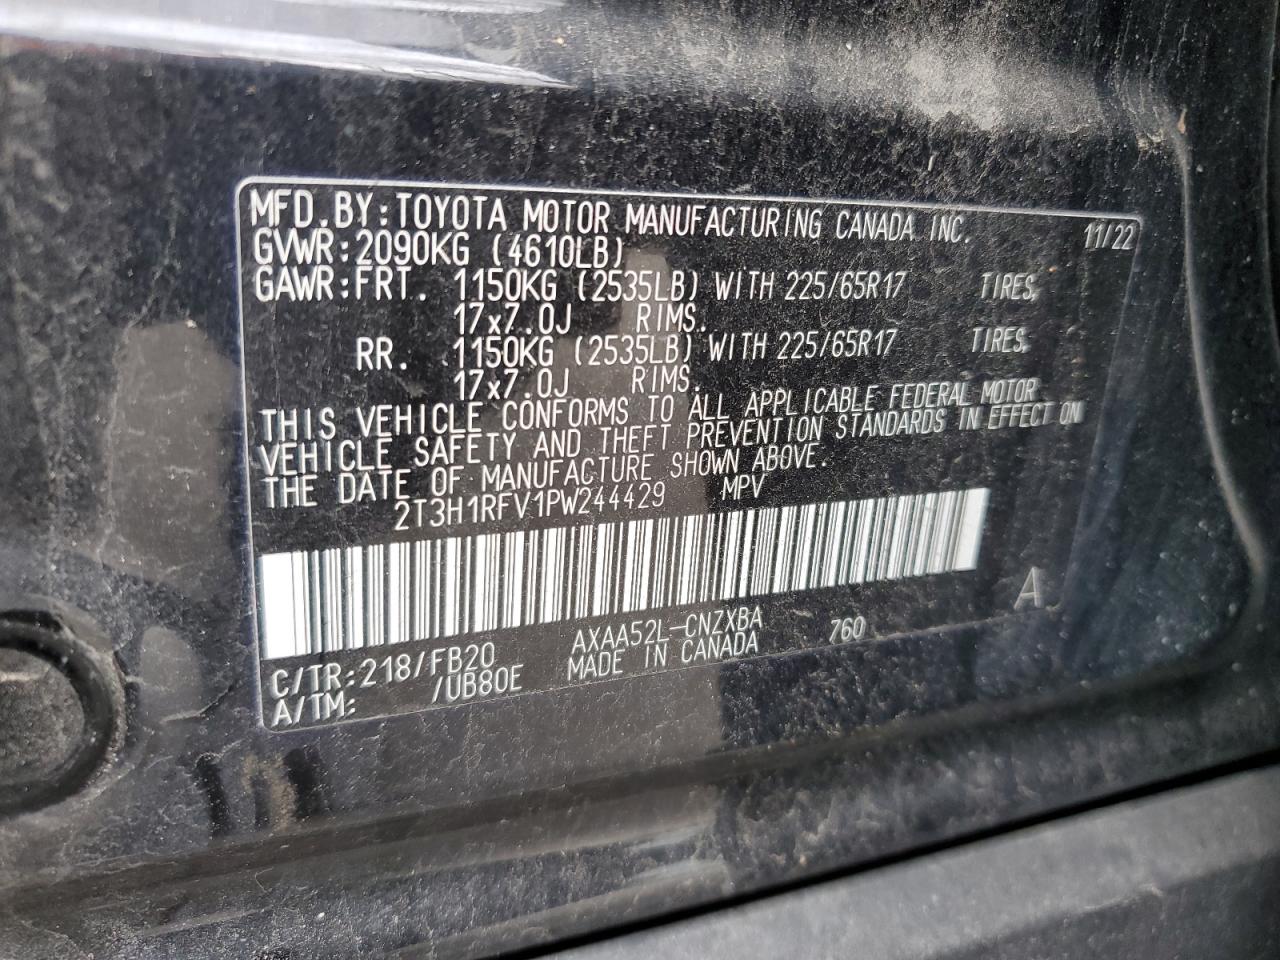 MFD.BY:TOYOTA MOTOR MANUFACTURING CANADA INC. 11/22
GVWR:2090KG (4610LB)
GAWR:FRT. 1150KG (2535LB) WITH 225/65R17 TIRES,
17x7.0J RIMS.
RR. 1150KG (2535LB) WITH 225/65R17 TIRES,
17x7.0J RIMS.
THIS VEHICLE CONFORMS TO ALL APPLICABLE FEDERAL MOTOR
VEHICLE SAFETY AND THEFT PREVENTION STANDARDS IN EFFECT ON
THE DATE OF MANUFACTURE SHOWN ABOVE.
2T3H1RFV1PW244429 MPV
A
C/TR:218/FB20 AXAA52L-CNZXBA 760
A/TM: /UB80E MADE IN CANADA